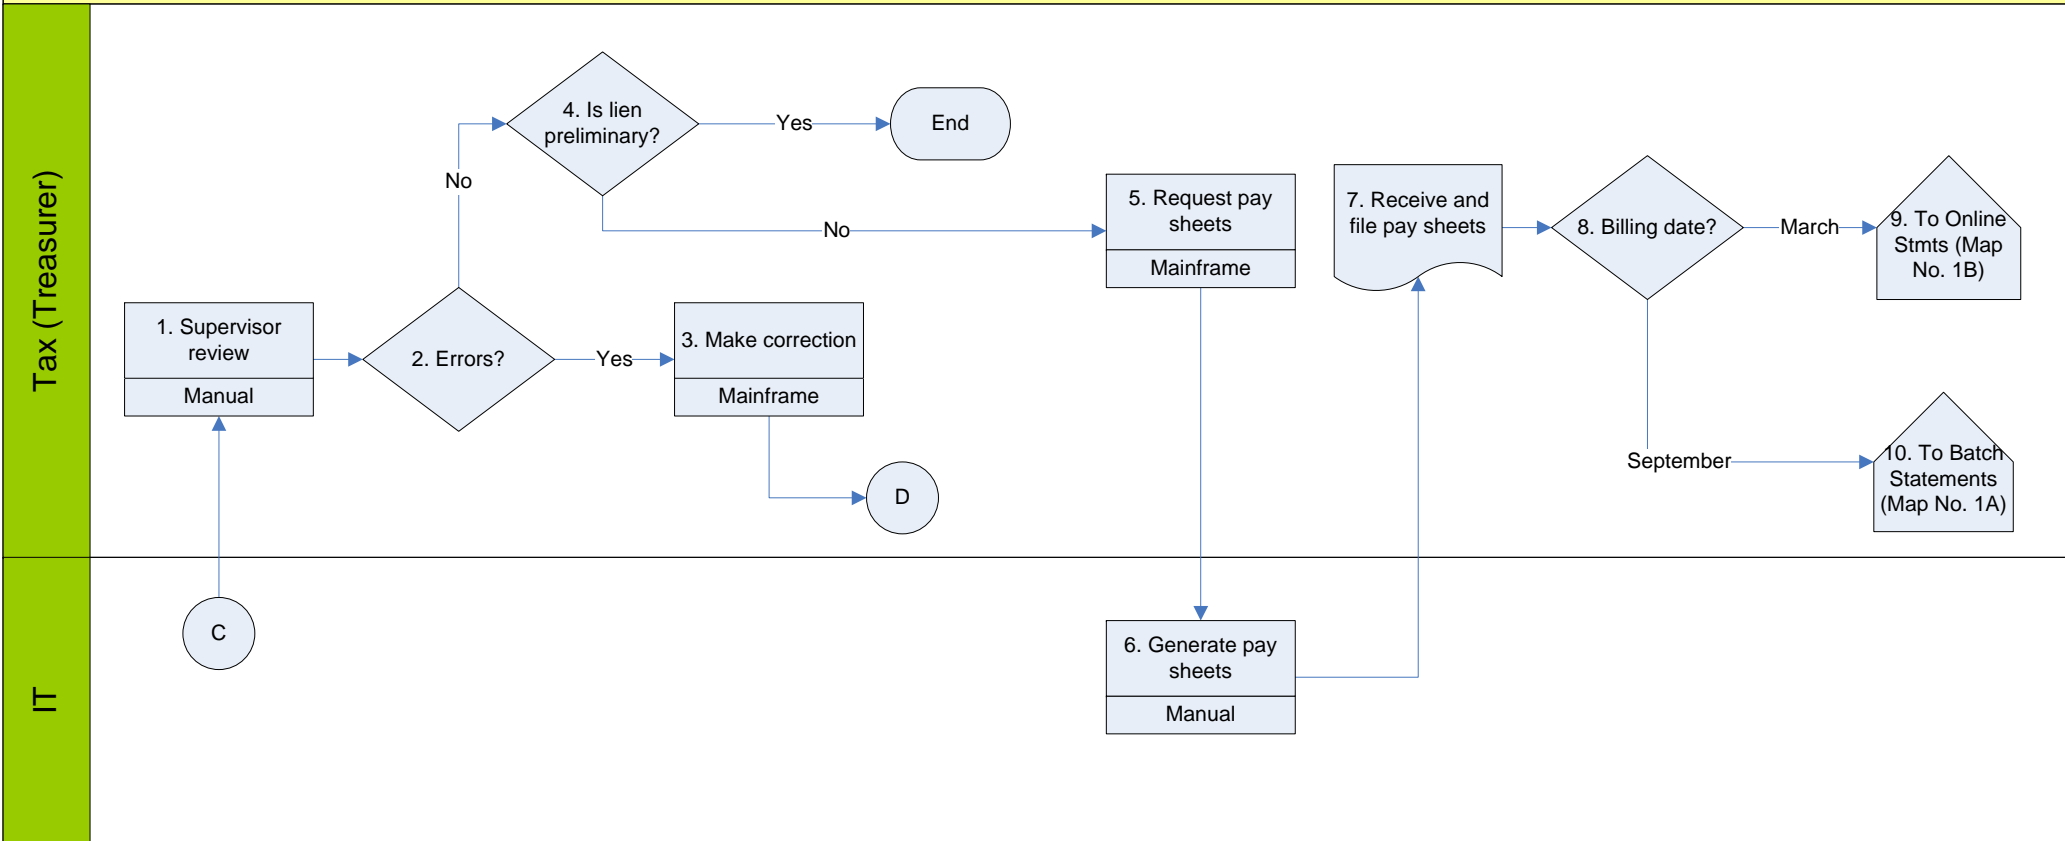 Tax (Treasurer)
1. Supervisor
review
Manual
2. Errors?
No
Yes
3. Make correction
Mainframe
D
4. Is lien
preliminary?
Yes
End
No
5. Request pay
sheets
Mainframe
7. Receive and
file pay sheets
8. Billing date?
March
9. To Online
Stmts (Map
No. 1B)
September
10. To Batch
Statements
(Map No. 1A)
IT
C
6. Generate pay
sheets
Manual